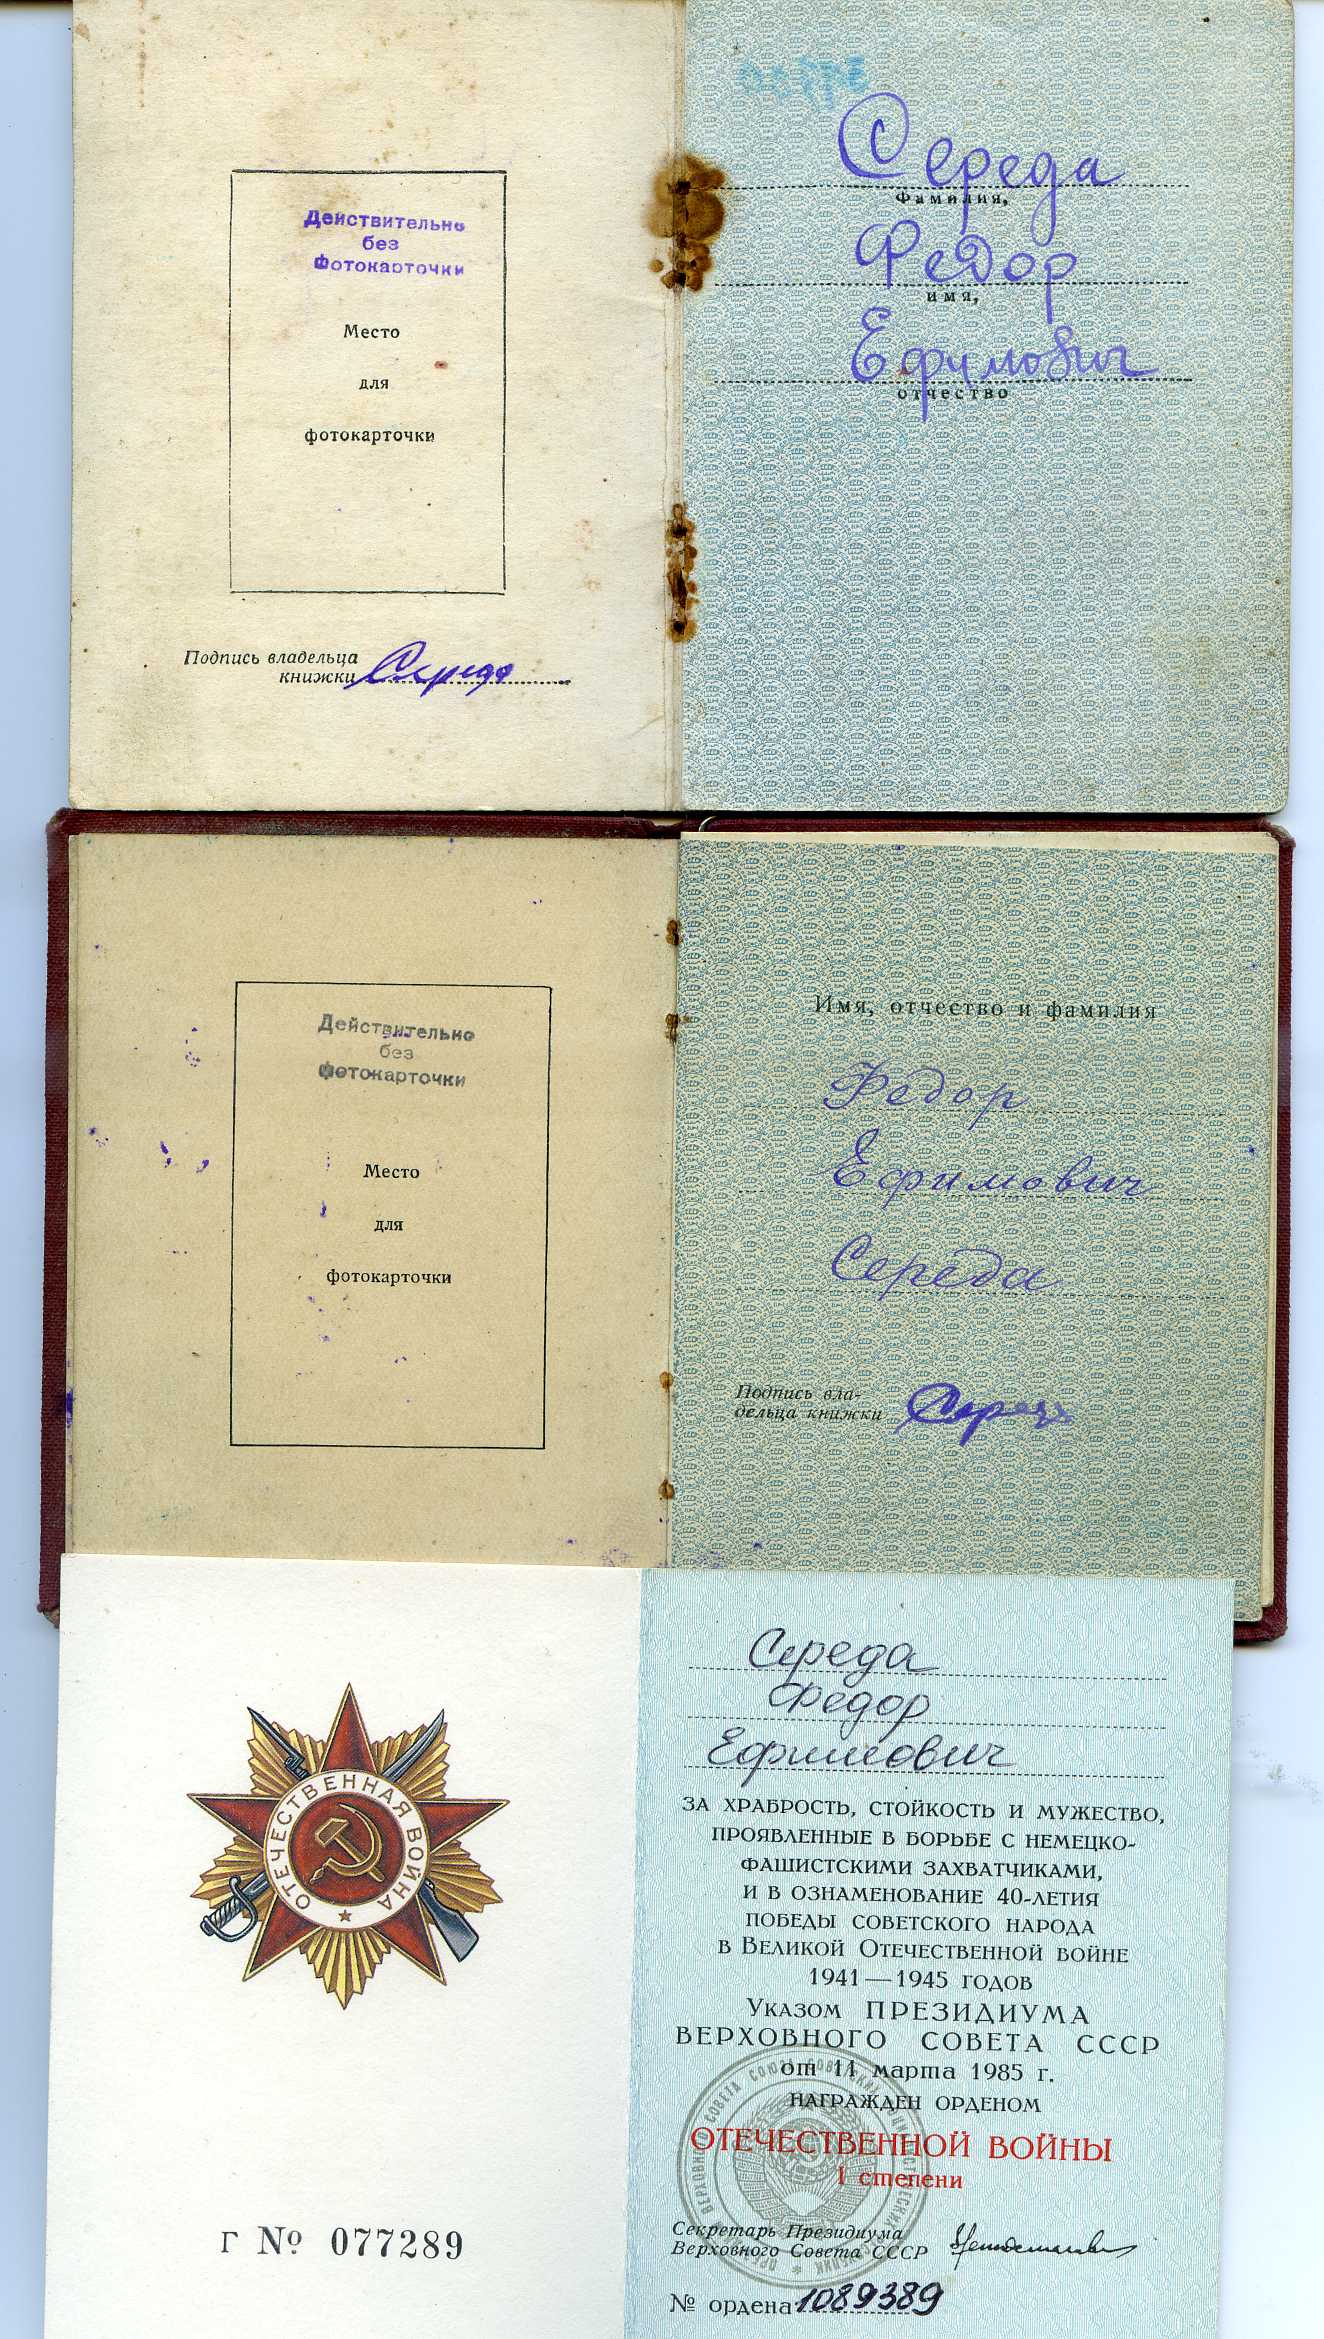 Действительно
без
Фотокарточки
Место
для
фотокарточки
Подпись владельца
книжки Середа
Середа
Фамилия,
Федор
имя,
Ефимович
отчество
Действительно
без
Фотокарточки
Место
для
фотокарточки
Имя, отчество и фамилия
Федор
Ефимович
Середа
Подпись вла-
дельца книжки Середа
ОТЕЧЕСТВЕННАЯ ВОЙНА
Г № 077289
Середа
Федор
Ефимович
ЗА ХРАБРОСТЬ, СТОЙКОСТЬ И МУЖЕСТВО,
ПРОЯВЛЕННЫЕ В БОРЬБЕ С НЕМЕЦКО-
ФАШИСТСКИМИ ЗАХВАТЧИКАМИ,
И В ОЗНАМЕНОВАНИЕ 40-ЛЕТИЯ
ПОБЕДЫ СОВЕТСКОГО НАРОДА
В ВЕЛИКОЙ ОТЕЧЕСТВЕННОЙ ВОЙНЕ
1941—1945 ГОДОВ
УКАЗОМ ПРЕЗИДИУМА
ВЕРХОВНОГО СОВЕТА СССР
от 11 марта 1985 г.
НАГРАЖДЕН ОРДЕНОМ
ОТЕЧЕСТВЕННОЙ ВОЙНЫ
I степени
Секретарь Президиума
Верховного Совета СССР
№ ордена 1089389